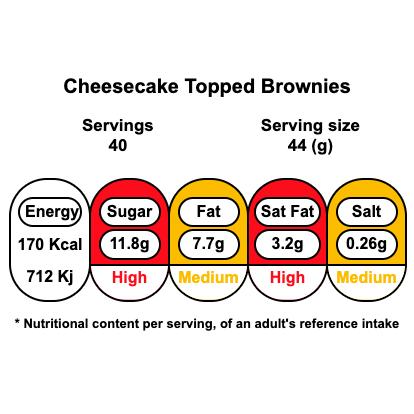 Cheesecake Topped Brownies
Servings Serving size
40 44 (g)
Energy Sugar Fat Sat Fat Salt
170 Kcal 11.8g 7.7g 3.2g 0.26g
712 Kj High Medium High Medium
* Nutritional content per serving, of an adult's reference intake